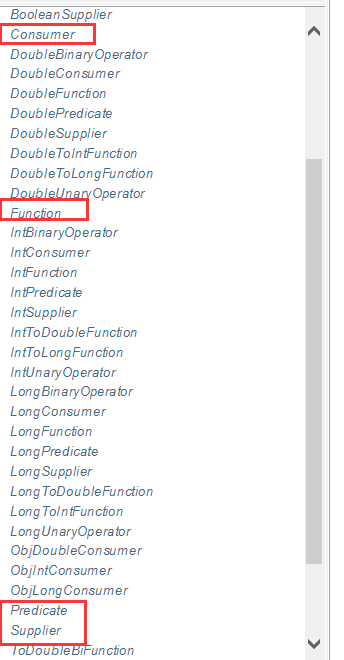 BooleanSupplier
Consumer
DoubleBinaryOperator
DoubleConsumer
DoubleFunction
DoublePredicate
DoubleSupplier
DoubleToIntFunction
DoubleToLongFunction
DoubleUnaryOperator
Function
IntBinaryOperator
IntConsumer
IntFunction
IntPredicate
IntSupplier
IntToDoubleFunction
IntToLongFunction
IntUnaryOperator
LongBinaryOperator
LongConsumer
LongFunction
LongPredicate
LongSupplier
LongToDoubleFunction
LongToIntFunction
LongUnaryOperator
ObjDoubleConsumer
ObjIntConsumer
ObjLongConsumer
Predicate
Supplier
ToDoubleBiFunction